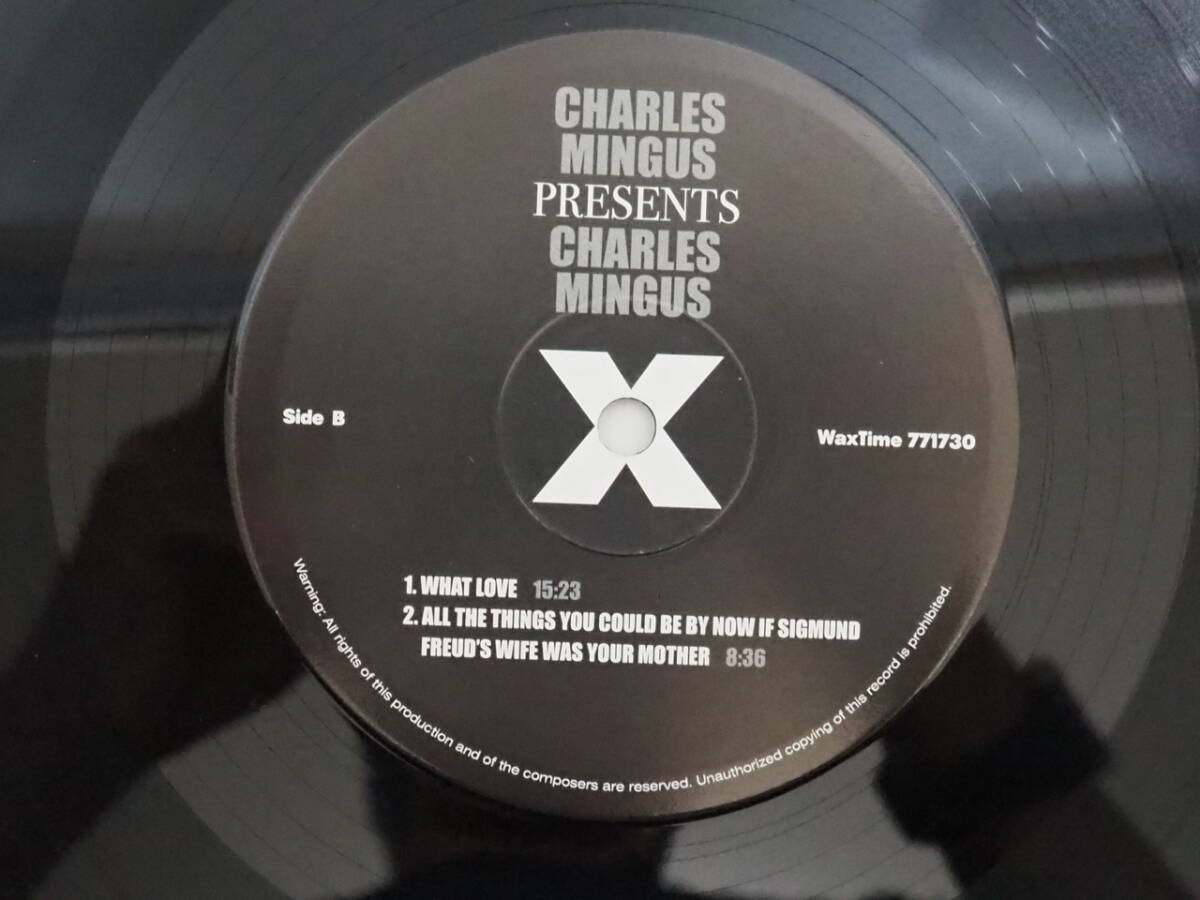 CHARLES
MINGUS
PRESENTS
CHARLES
MINGUS
X
Side B
WaxTime 771730
1. WHAT LOVE 15:23
2. ALL THE THINGS YOU COULD BE BY NOW IF SIGMUND
FREUD'S WIFE WAS YOUR MOTHER 8:36
Warning: All rights of this production and of the composers are reserved. Unauthorized copying of this record is prohibited.